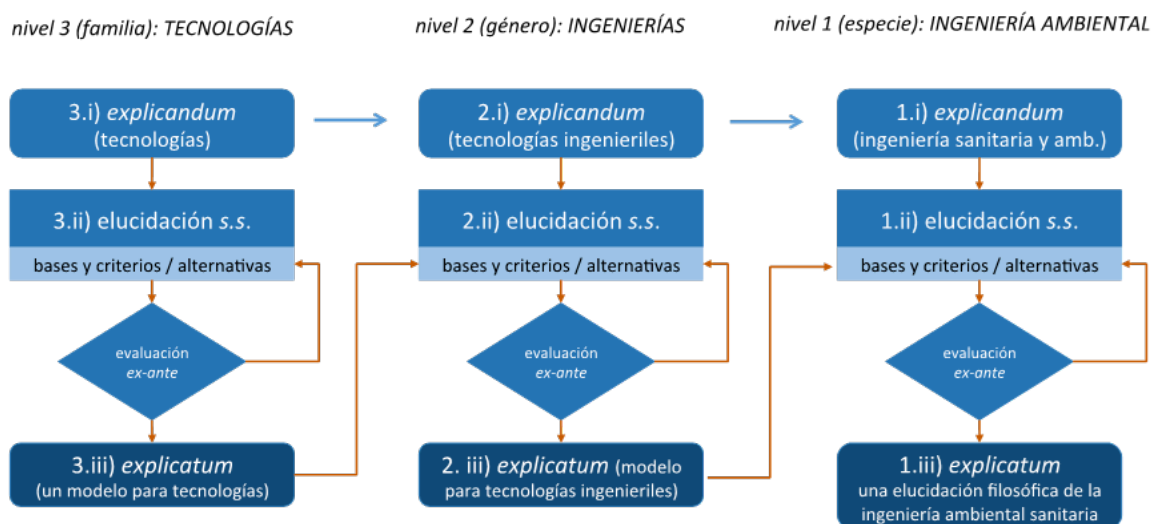 nivel 3 (familia): TECNOLOGÍAS
nivel 2 (género): INGENIERÍAS
nivel 1 (especie): INGENIERÍA AMBIENTAL
3.i) explicandum
(tecnologías)
2.i) explicandum
(tecnologías ingenieriles)
1.i) explicandum
(ingeniería sanitaria y amb.)
3.ii) elucidación s.s.
bases y criterios / alternativas
2.ii) elucidación s.s.
bases y criterios / alternativas
1.ii) elucidación s.s.
bases y criterios / alternativas
evaluación
ex-ante
evaluación
ex-ante
evaluación
ex-ante
3.iii) explicatum
(un modelo para tecnologías)
2. iii) explicatum (modelo
para tecnologías ingenieriles)
1.iii) explicatum
una elucidación filosófica de la
ingeniería ambiental sanitaria